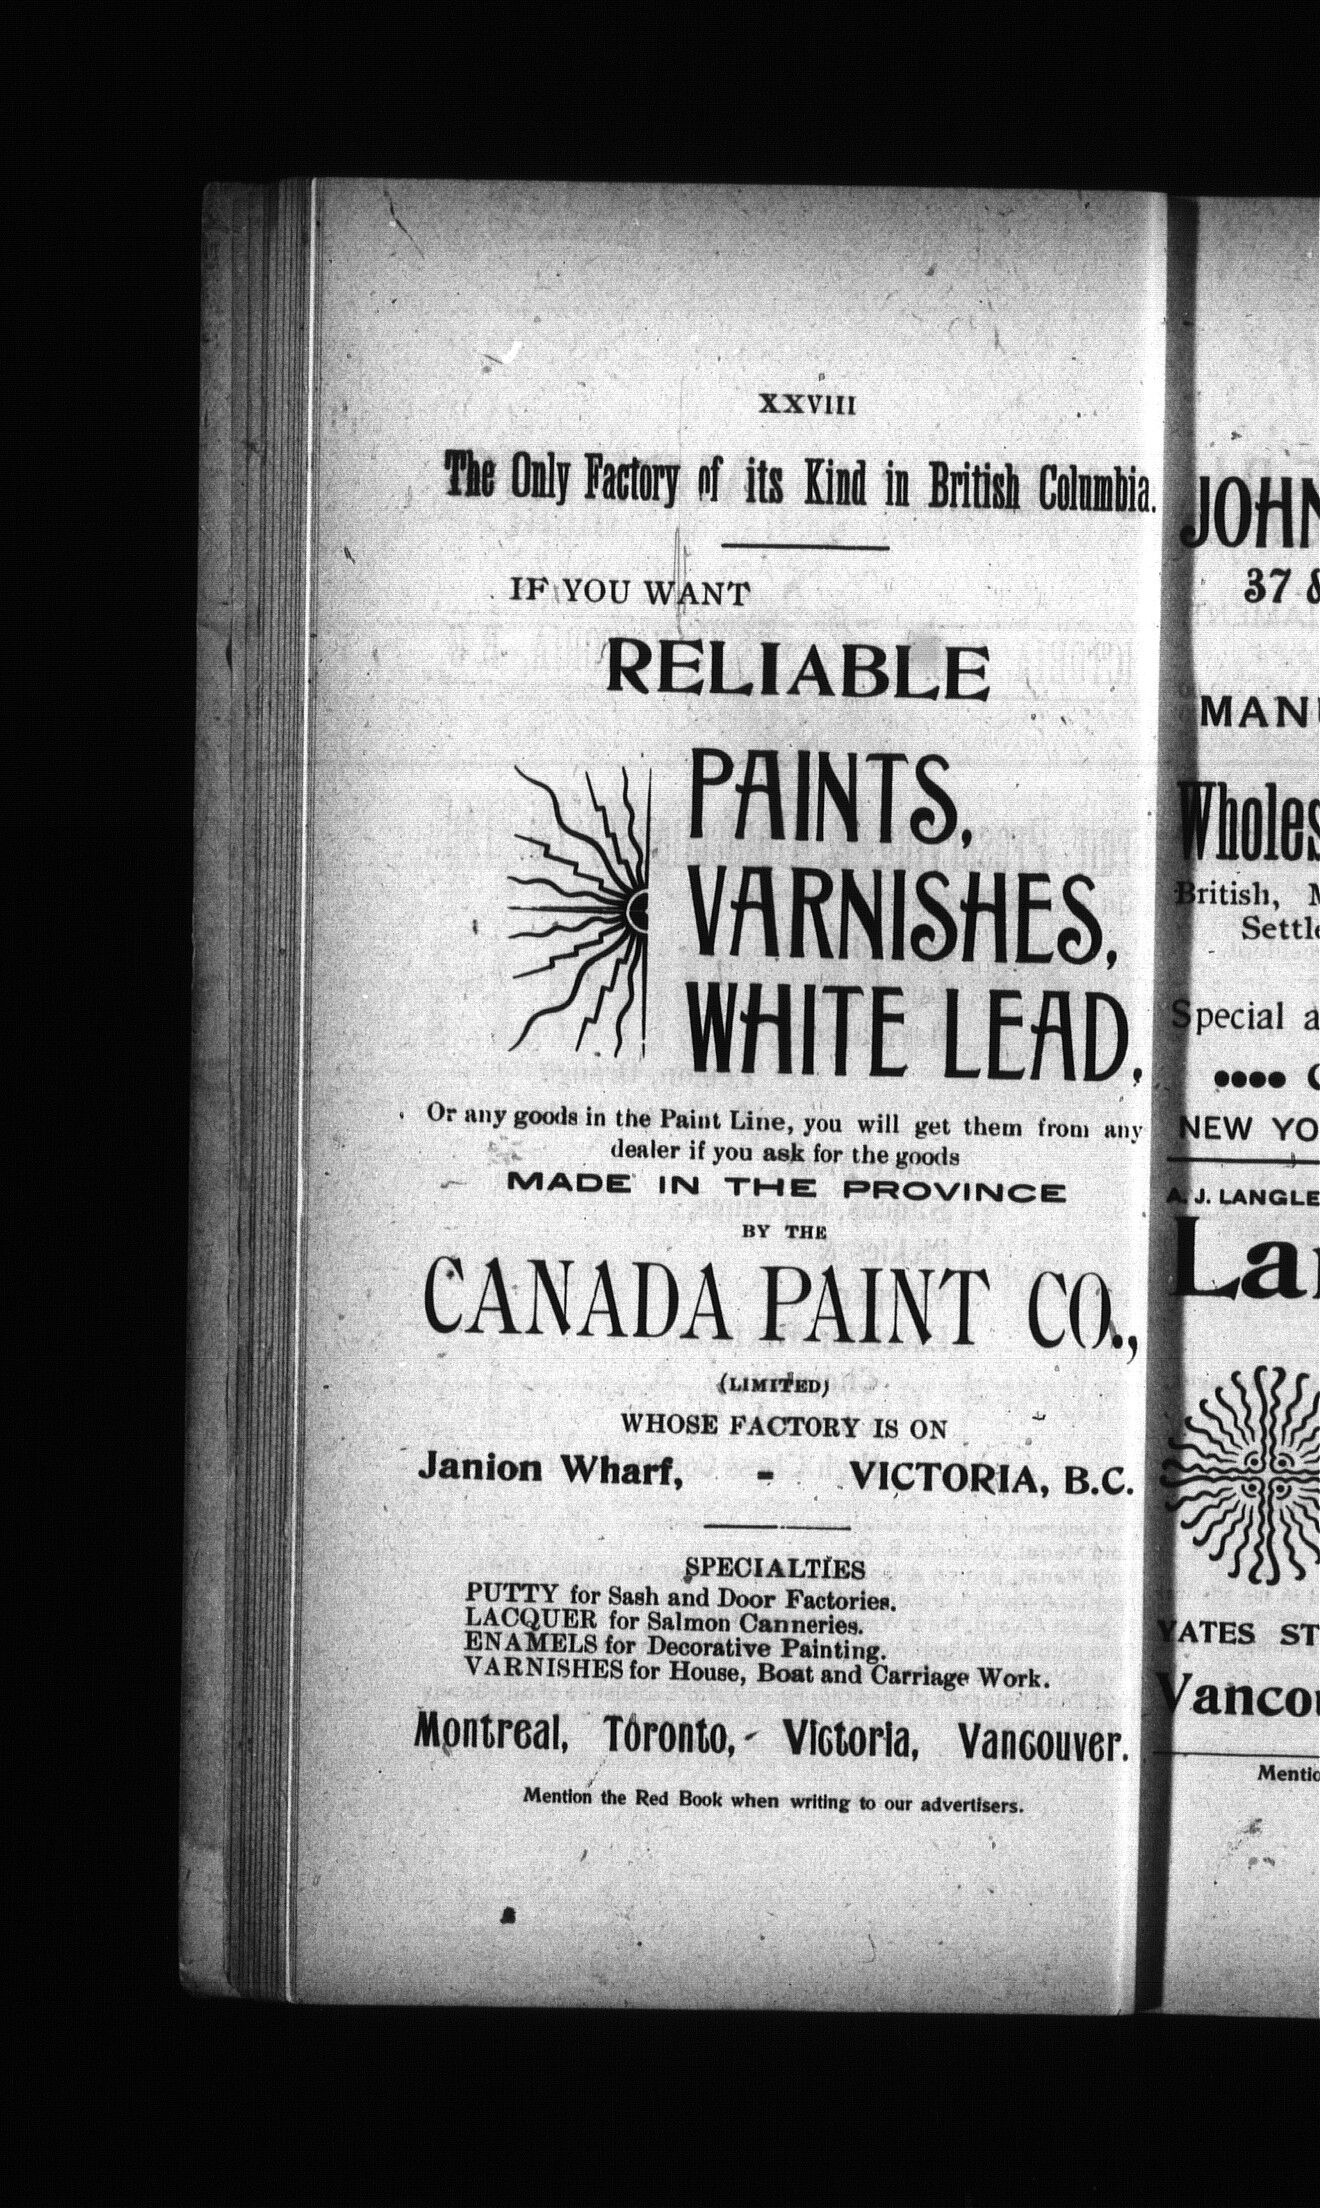 XXVIII
The Only Factory of its Kind in British Columbia.
IF YOU WANT
RELIABLE
PAINTS,
VARNISHES,
WHITE LEAD,
Or any goods in the Paint Line, you will get them from any
dealer if you ask for the goods
MADE IN THE PROVINCE
BY THE
CANADA PAINT CO.,
(LIMITED)
WHOSE FACTORY IS ON
Janion Wharf, - VICTORIA, B.C.
SPECIALTIES
PUTTY for Sash and Door Factories.
LACQUER for Salmon Canneries.
ENAMELS for Decorative Painting.
VARNISHES for House, Boat and Carriage Work.
Montreal, Toronto, Victoria, Vancouver.
Mention the Red Book when writing to our advertisers.
JOHN
37 &
MANU
Wholes
British, M
Settle
Special a
NEW YO
A. J. LANGLE
Lan
YATES ST
Vancou
Mentio